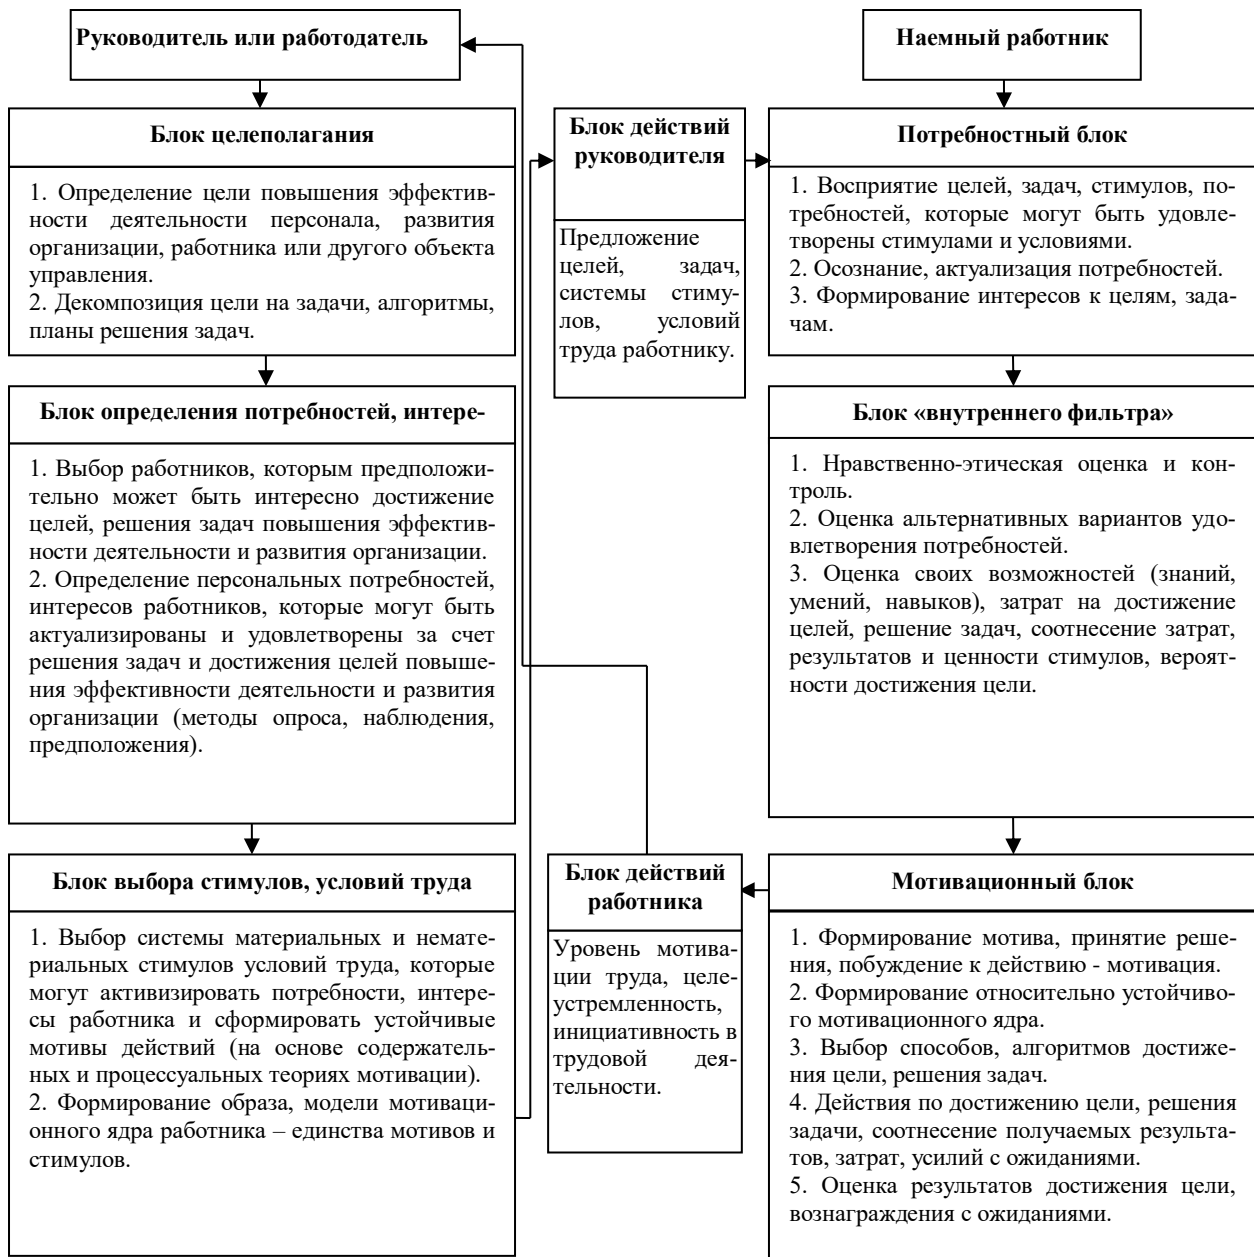 Руководитель или работодатель
Наемный работник
Блок целеполагания
1. Определение цели повышения эффектив-
ности деятельности персонала, развития
организации, работника или другого объекта
управления.
2. Декомпозиция цели на задачи, алгоритмы,
планы решения задач.
Блок действий
руководителя
Предложение
целей, задач,
системы стиму-
лов, условий
труда работнику.
Потребностный блок
1. Восприятие целей, задач, стимулов, по-
требностей, которые могут быть удовле-
творены стимулами и условиями.
2. Осознание, актуализация потребностей.
3. Формирование интересов к целям, зада-
чам.
Блок определения потребностей, интере-
1. Выбор работников, которым предположи-
тельно может быть интересно достижение
целей, решения задач повышения эффектив-
ности деятельности и развития организации.
2. Определение персональных потребностей,
интересов работников, которые могут быть
актуализированы и удовлетворены за счет
решения задач и достижения целей повыше-
ния эффективности деятельности и развития
организации (методы опроса, наблюдения,
предположения).
Блок «внутреннего фильтра»
1. Нравственно-этическая оценка и кон-
троль.
2. Оценка альтернативных вариантов удо-
влетворения потребностей.
3. Оценка своих возможностей (знаний,
умений, навыков), затрат на достижение
целей, решение задач, соотнесение затрат,
результатов и ценности стимулов, вероят-
ности достижения цели.
Блок выбора стимулов, условий труда
1. Выбор системы материальных и немате-
риальных стимулов условий труда, которые
могут активизировать потребности, интере-
сы работника и сформировать устойчивые
мотивы действий (на основе содержатель-
ных и процессуальных теориях мотивации).
2. Формирование образа, модели мотиваци-
онного ядра работника – единства мотивов и
стимулов.
Блок действий
работника
Уровень мотива-
ции труда, целе-
устремленность,
инициативность в
трудовой дея-
тельности.
Мотивационный блок
1. Формирование мотива, принятие реше-
ния, побуждение к действию - мотивация.
2. Формирование относительно устойчиво-
го мотивационного ядра.
3. Выбор способов, алгоритмов достиже-
ния цели, решения задач.
4. Действия по достижению цели, решения
задачи, соотнесение получаемых результа-
тов, затрат, усилий с ожиданиями.
5. Оценка результатов достижения цели,
вознаграждения с ожиданиями.